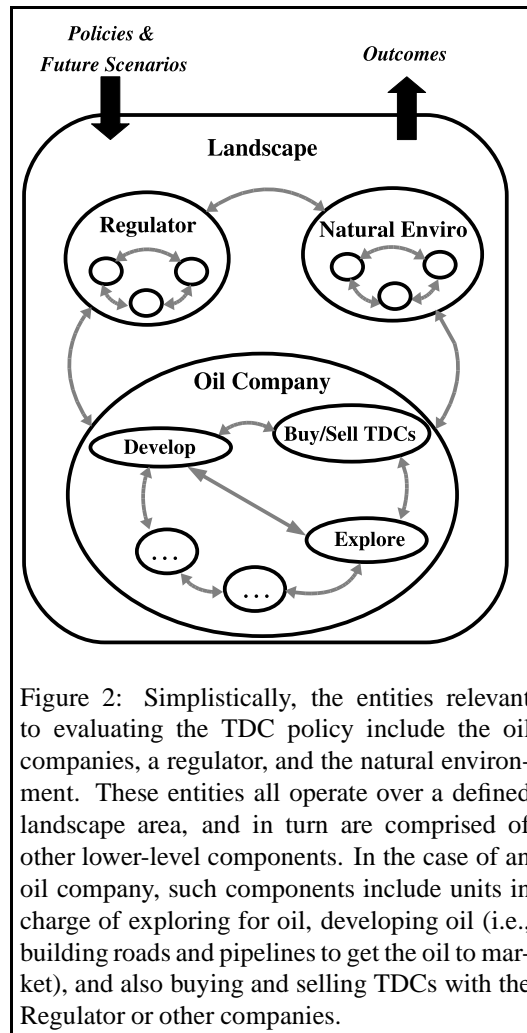 Policies &
Future Scenarios
Outcomes
Landscape
Regulator
Natural Enviro
Oil Company
Develop
Buy/Sell TDCs
Explore
...
...
Figure 2: Simplistically, the entities relevant
to evaluating the TDC policy include the oil
companies, a regulator, and the natural environ-
ment. These entities all operate over a defined
landscape area, and in turn are comprised of
other lower-level components. In the case of an
oil company, such components include units in
charge of exploring for oil, developing oil (i.e.,
building roads and pipelines to get the oil to mar-
ket), and also buying and selling TDCs with the
Regulator or other companies.